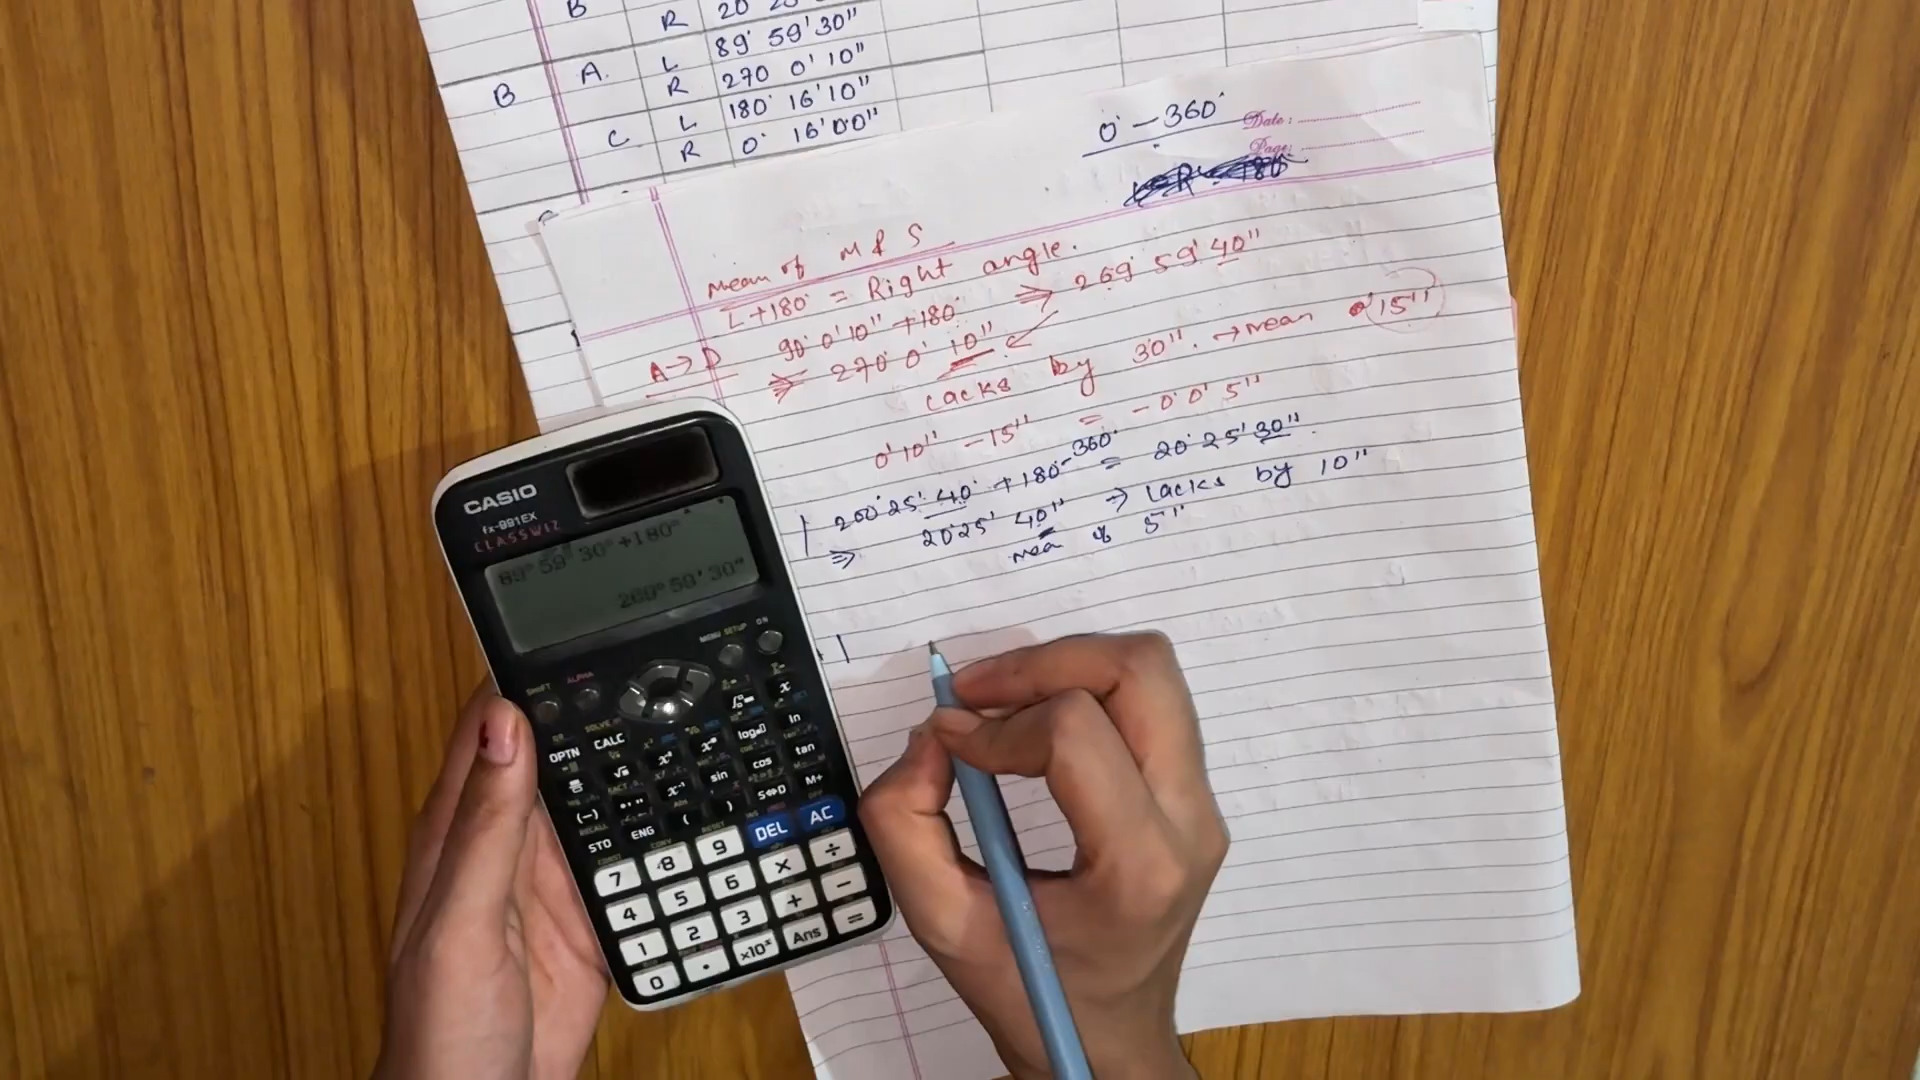 B
R 20
L 89° 59' 30"
B A. R 270 0' 10"
L 180° 16' 10"
C R 0° 16' 00"
0° - 360°
Date:
Page:
Mean of M & S
L+180° = Right angle.
A→D 90° 0' 10" +180° ⇒ 269° 59' 40"
⇒ 270° 0' 10"
Lacks by 30". → Mean 15"
0' 10" - 15" = -0° 0' 5"
200° 25' 40" +180° -360° = 20° 25' 30".
⇒ 20° 25' 40" → Lacks by 10"
5"
CASIO
fx-991EX
CLASSWIZ
89°59°30°+180°
269°59'30"
MENU SETUP ON
SHIFT ALPHA
OPTN CALC
x
log ln
(-) sin cos tan
STO ENG ( ) S⇔D M+
7 8 9 DEL AC
4 5 6 × ÷
1 2 3 + −
0 . ×10ˣ Ans =